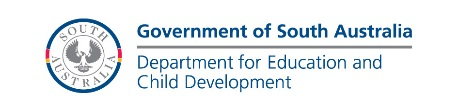 SOUTH
AUSTRALIA
Government of South Australia
Department for Education and
Child Development